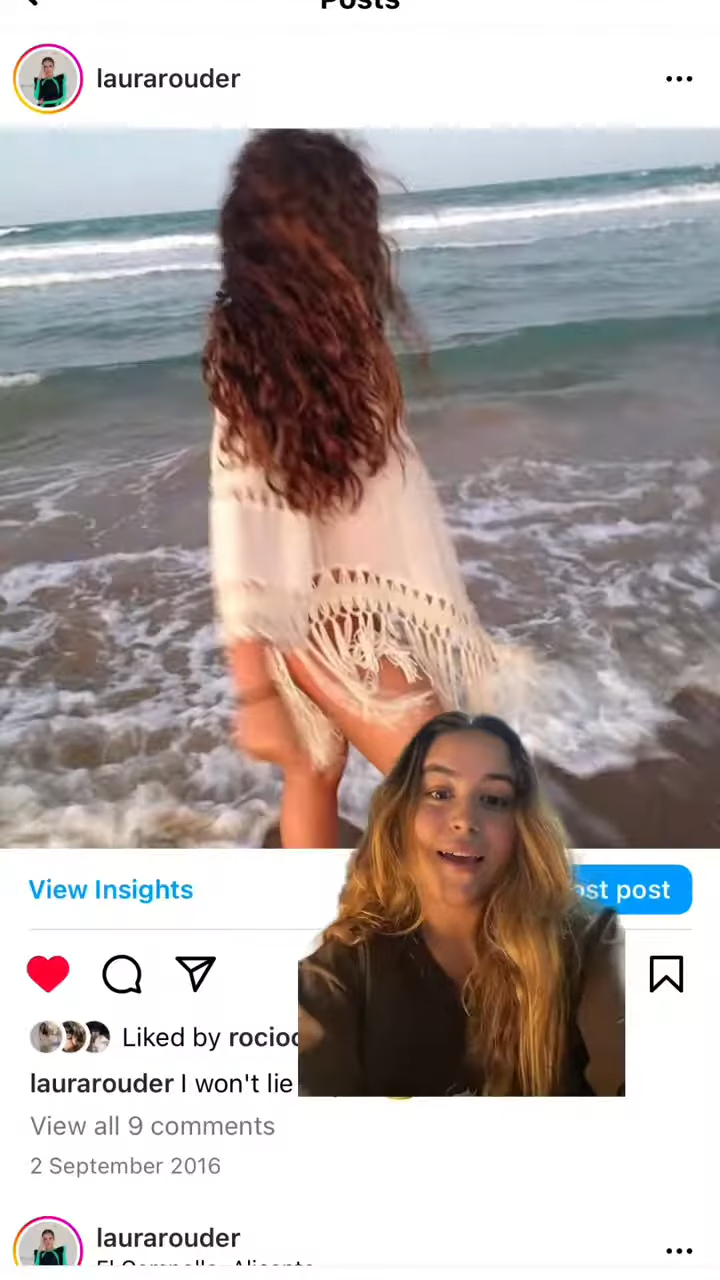 Posts
laurarouder
View Insights
ost post
Liked by
laurarouder I won't lie
View all 9 comments
2 September 2016
laurarouder